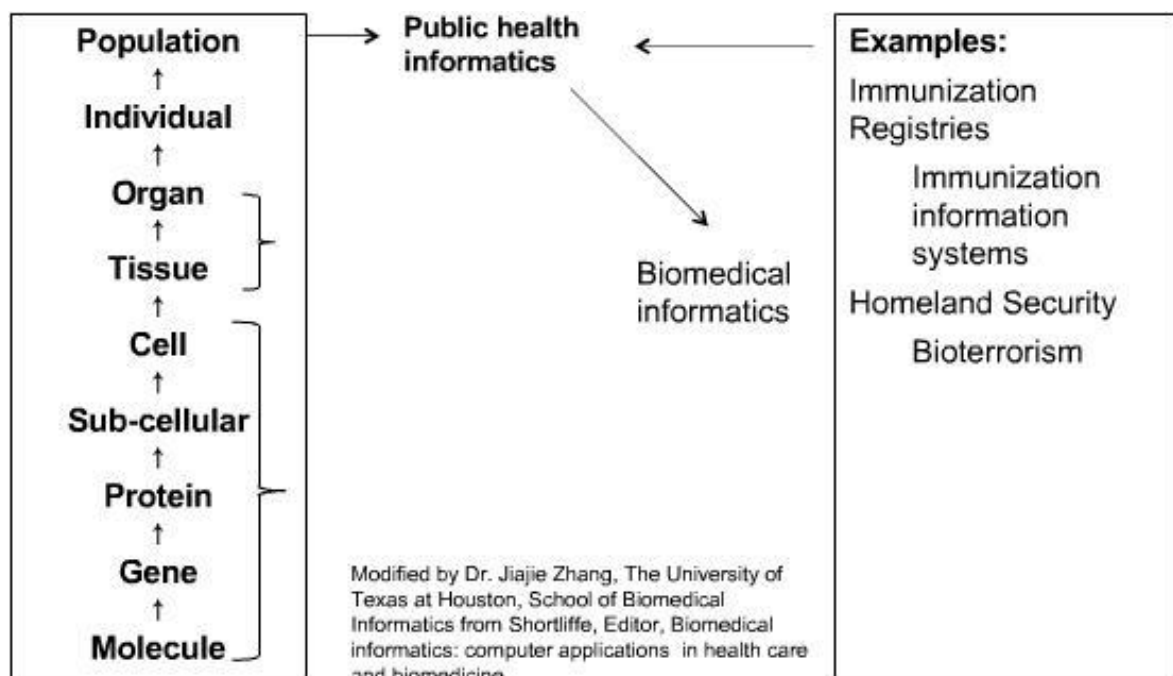 Population
↑
Individual
↑
Organ
↑
Tissue
↑
Cell
↑
Sub-cellular
↑
Protein
↑
Gene
↑
Molecule
Public health
informatics
Biomedical
informatics
Modified by Dr. Jiajie Zhang, The University of
Texas at Houston, School of Biomedical
Informatics from Shortliffe, Editor, Biomedical
informatics: computer applications in health care
and biomedicine
Examples:
Immunization
Registries
Immunization
information
systems
Homeland Security
Bioterrorism